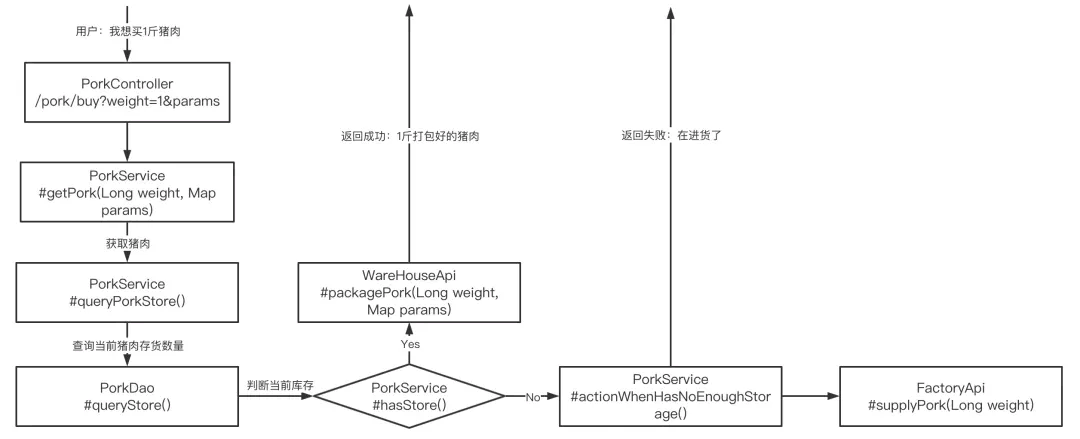 用户：我想买1斤猪肉
PorkController
/pork/buy?weight=1&params
PorkService
#getPork(Long weight, Map
params)
获取猪肉
PorkService
#queryPorkStore()
查询当前猪肉存货数量
PorkDao
#queryStore()
判断当前库存
PorkService
#hasStore()
Yes
WareHouseApi
#packagePork(Long weight,
Map params)
返回成功：1斤打包好的猪肉
No
PorkService
#actionWhenHasNoEnoughStor
age()
返回失败：在进货了
FactoryApi
#supplyPork(Long weight)